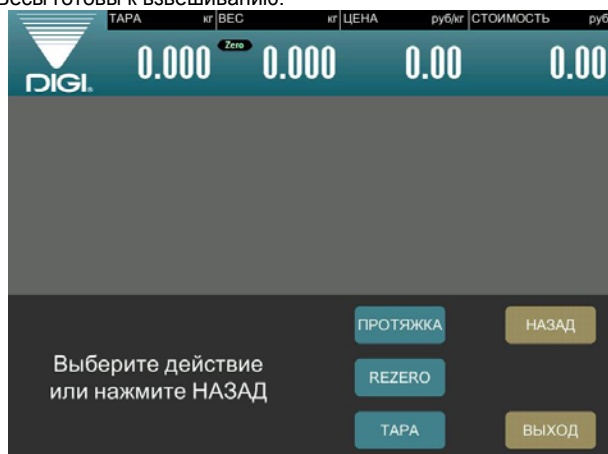 Весы готовы к взвешиванию.
ТАРА кг ВЕС кг ЦЕНА руб/кг СТОИМОСТЬ руб
0.000 Zero 0.000 0.00 0.00
DIGI.
ПРОТЯЖКА НАЗАД
Выберите действие
или нажмите НАЗАД
REZERO
ТАРА ВЫХОД